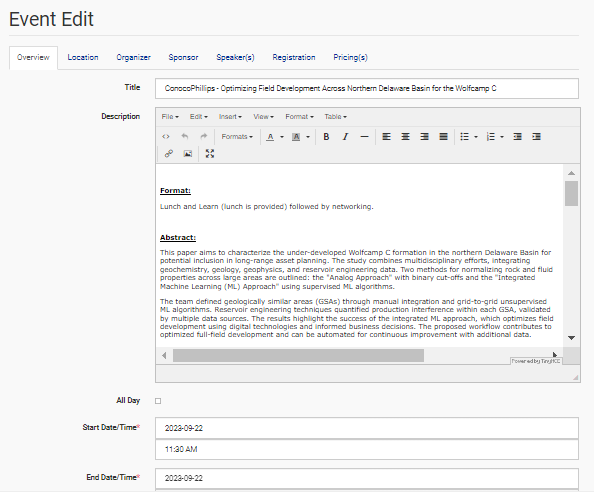 Event Edit
Overview Location Organizer Sponsor Speaker(s) Registration Pricing(s)
Title ConocoPhillips - Optimizing Field Development Across Northern Delaware Basin for the Wolfcamp C
Description File Edit Insert View Format Table
Formats A A B I
Format:
Lunch and Learn (lunch is provided) followed by networking.
Abstract:
This paper aims to characterize the under-developed Wolfcamp C formation in the northern Delaware Basin for
potential inclusion in long-range asset planning. The study combines multidisciplinary efforts, integrating
geochemistry, geology, geophysics, and reservoir engineering data. Two methods for normalizing rock and fluid
properties across large areas are outlined: the "Analog Approach" with binary cut-offs and the "Integrated
Machine Learning (ML) Approach" using supervised ML algorithms.
The team defined geologically similar areas (GSAs) through manual integration and grid-to-grid unsupervised
ML algorithms. Reservoir engineering techniques quantified production interference within each GSA, validated
by multiple data sources. The results highlight the success of the integrated ML approach, which optimizes field
development using digital technologies and informed business decisions. The proposed workflow contributes to
optimized full-field development and can be automated for continuous improvement with additional data.
Powered by TinyMCE
All Day
Start Date/Time* 2023-09-22
11:30 AM
End Date/Time* 2023-09-22